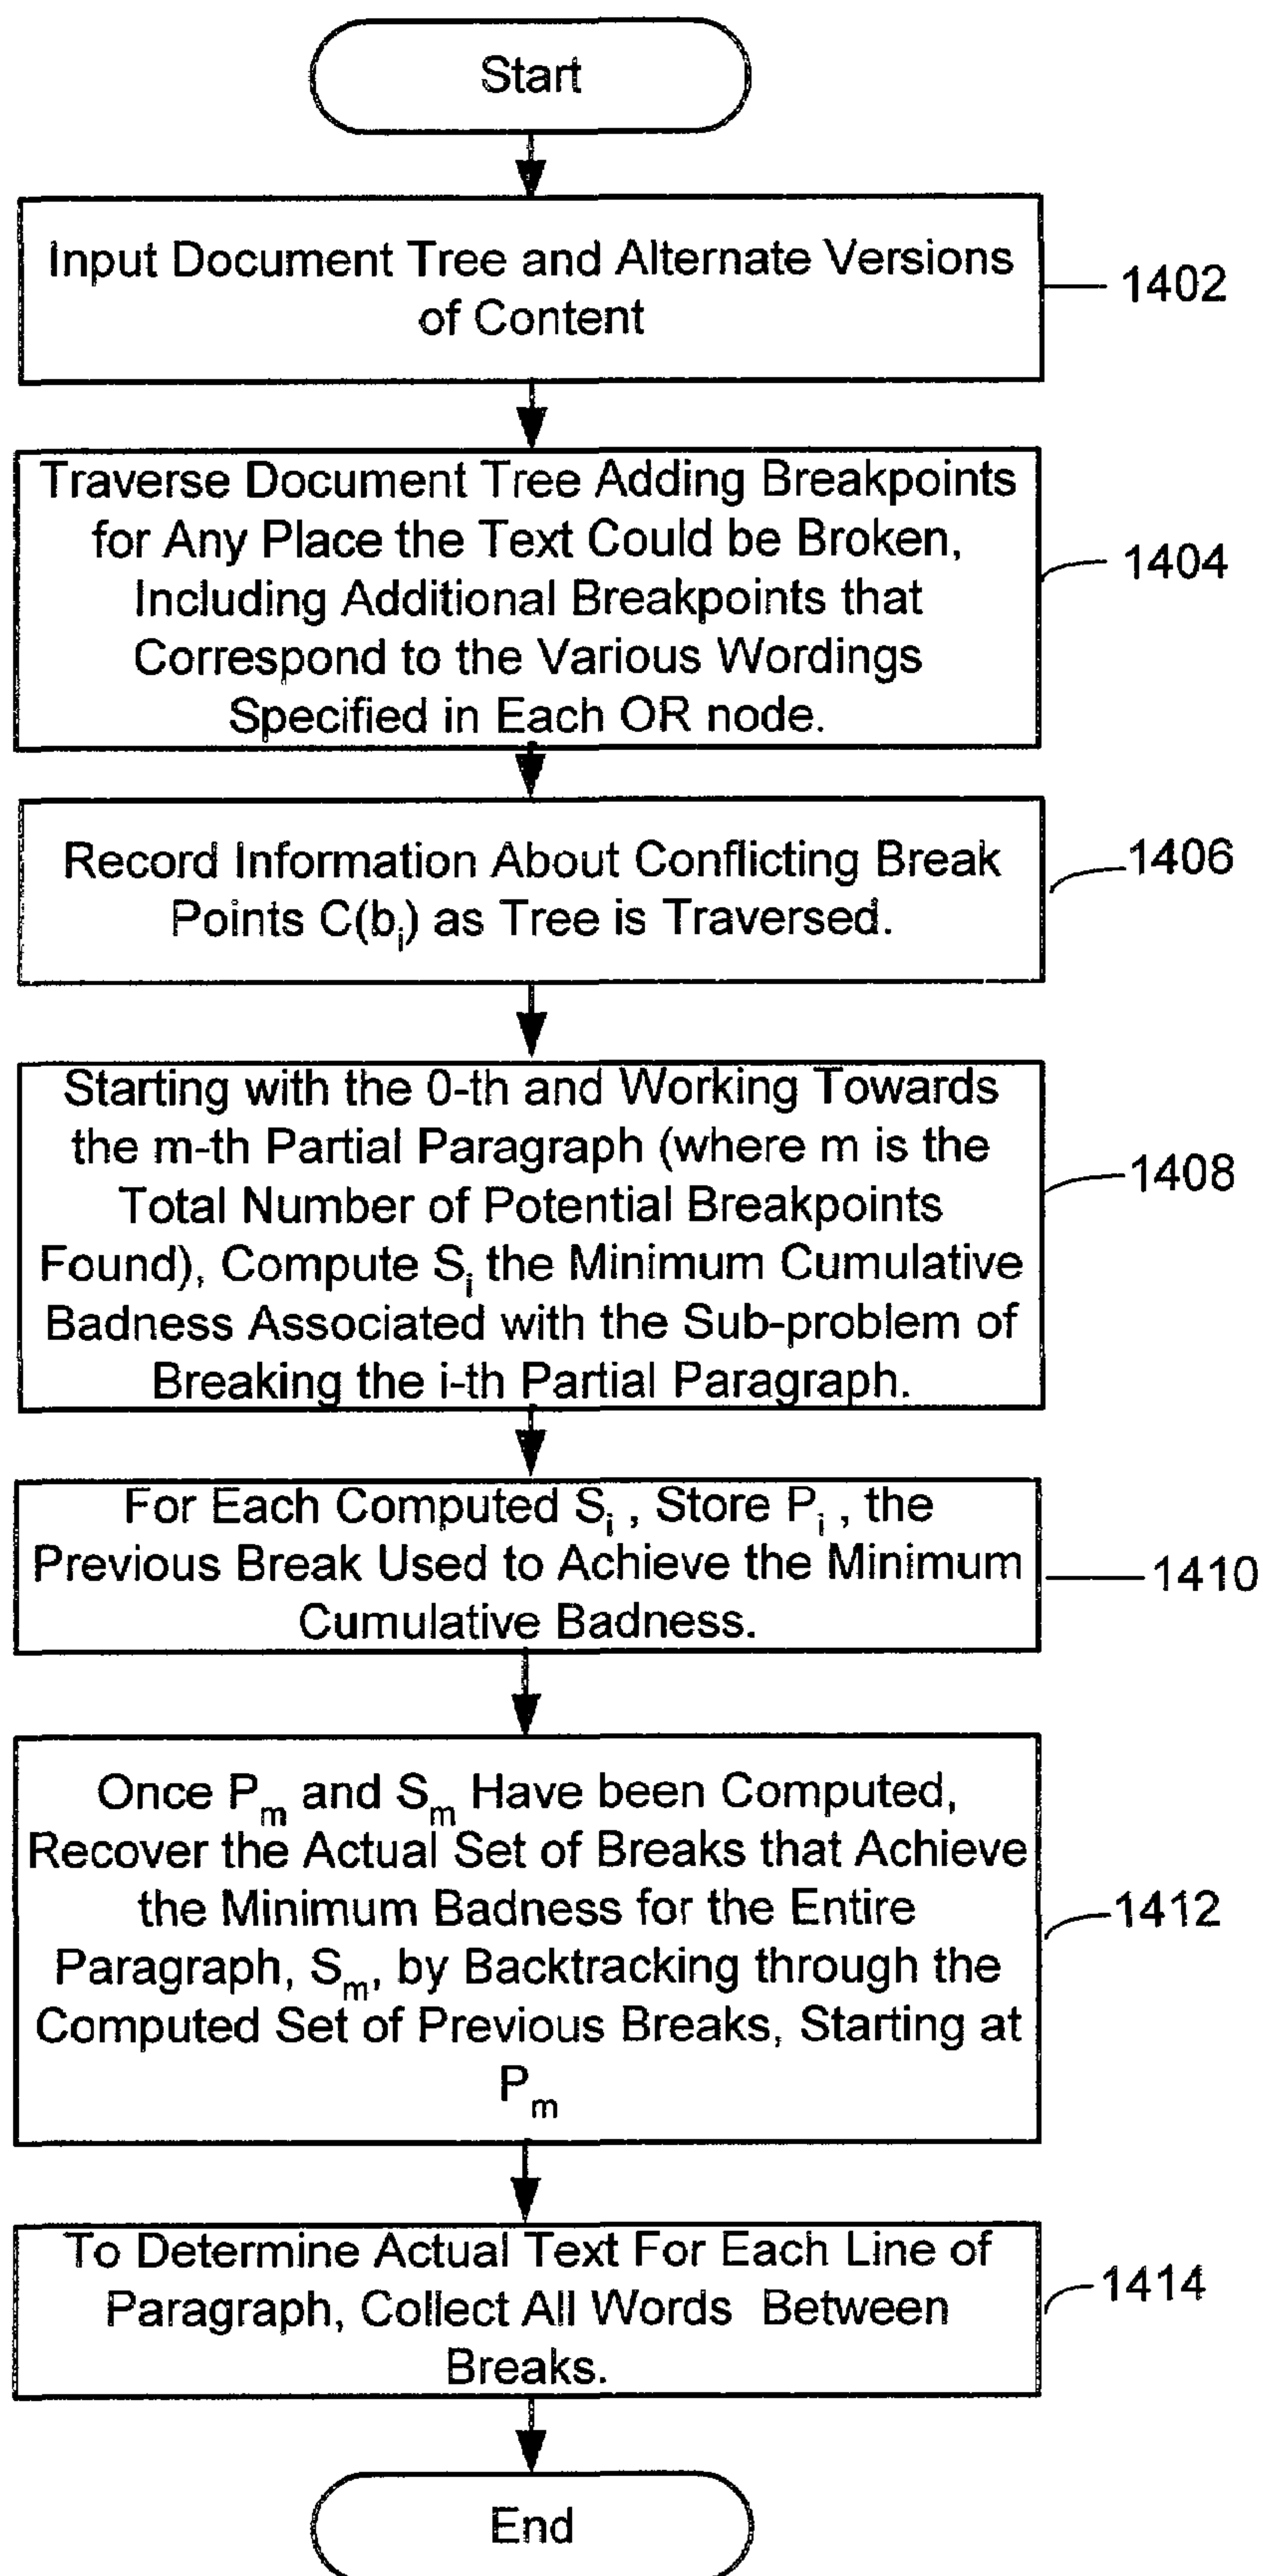 Start
Input Document Tree and Alternate Versions
of Content
1402
Traverse Document Tree Adding Breakpoints
for Any Place the Text Could be Broken,
Including Additional Breakpoints that
Correspond to the Various Wordings
Specified in Each OR node.
1404
Record Information About Conflicting Break
Points C(bi) as Tree is Traversed.
1406
Starting with the 0-th and Working Towards
the m-th Partial Paragraph (where m is the
Total Number of Potential Breakpoints
Found), Compute Si the Minimum Cumulative
Badness Associated with the Sub-problem of
Breaking the i-th Partial Paragraph.
1408
For Each Computed Si , Store Pi , the
Previous Break Used to Achieve the Minimum
Cumulative Badness.
1410
Once Pm and Sm Have been Computed,
Recover the Actual Set of Breaks that Achieve
the Minimum Badness for the Entire
Paragraph, Sm, by Backtracking through the
Computed Set of Previous Breaks, Starting at
Pm
1412
To Determine Actual Text For Each Line of
Paragraph, Collect All Words Between
Breaks.
1414
End